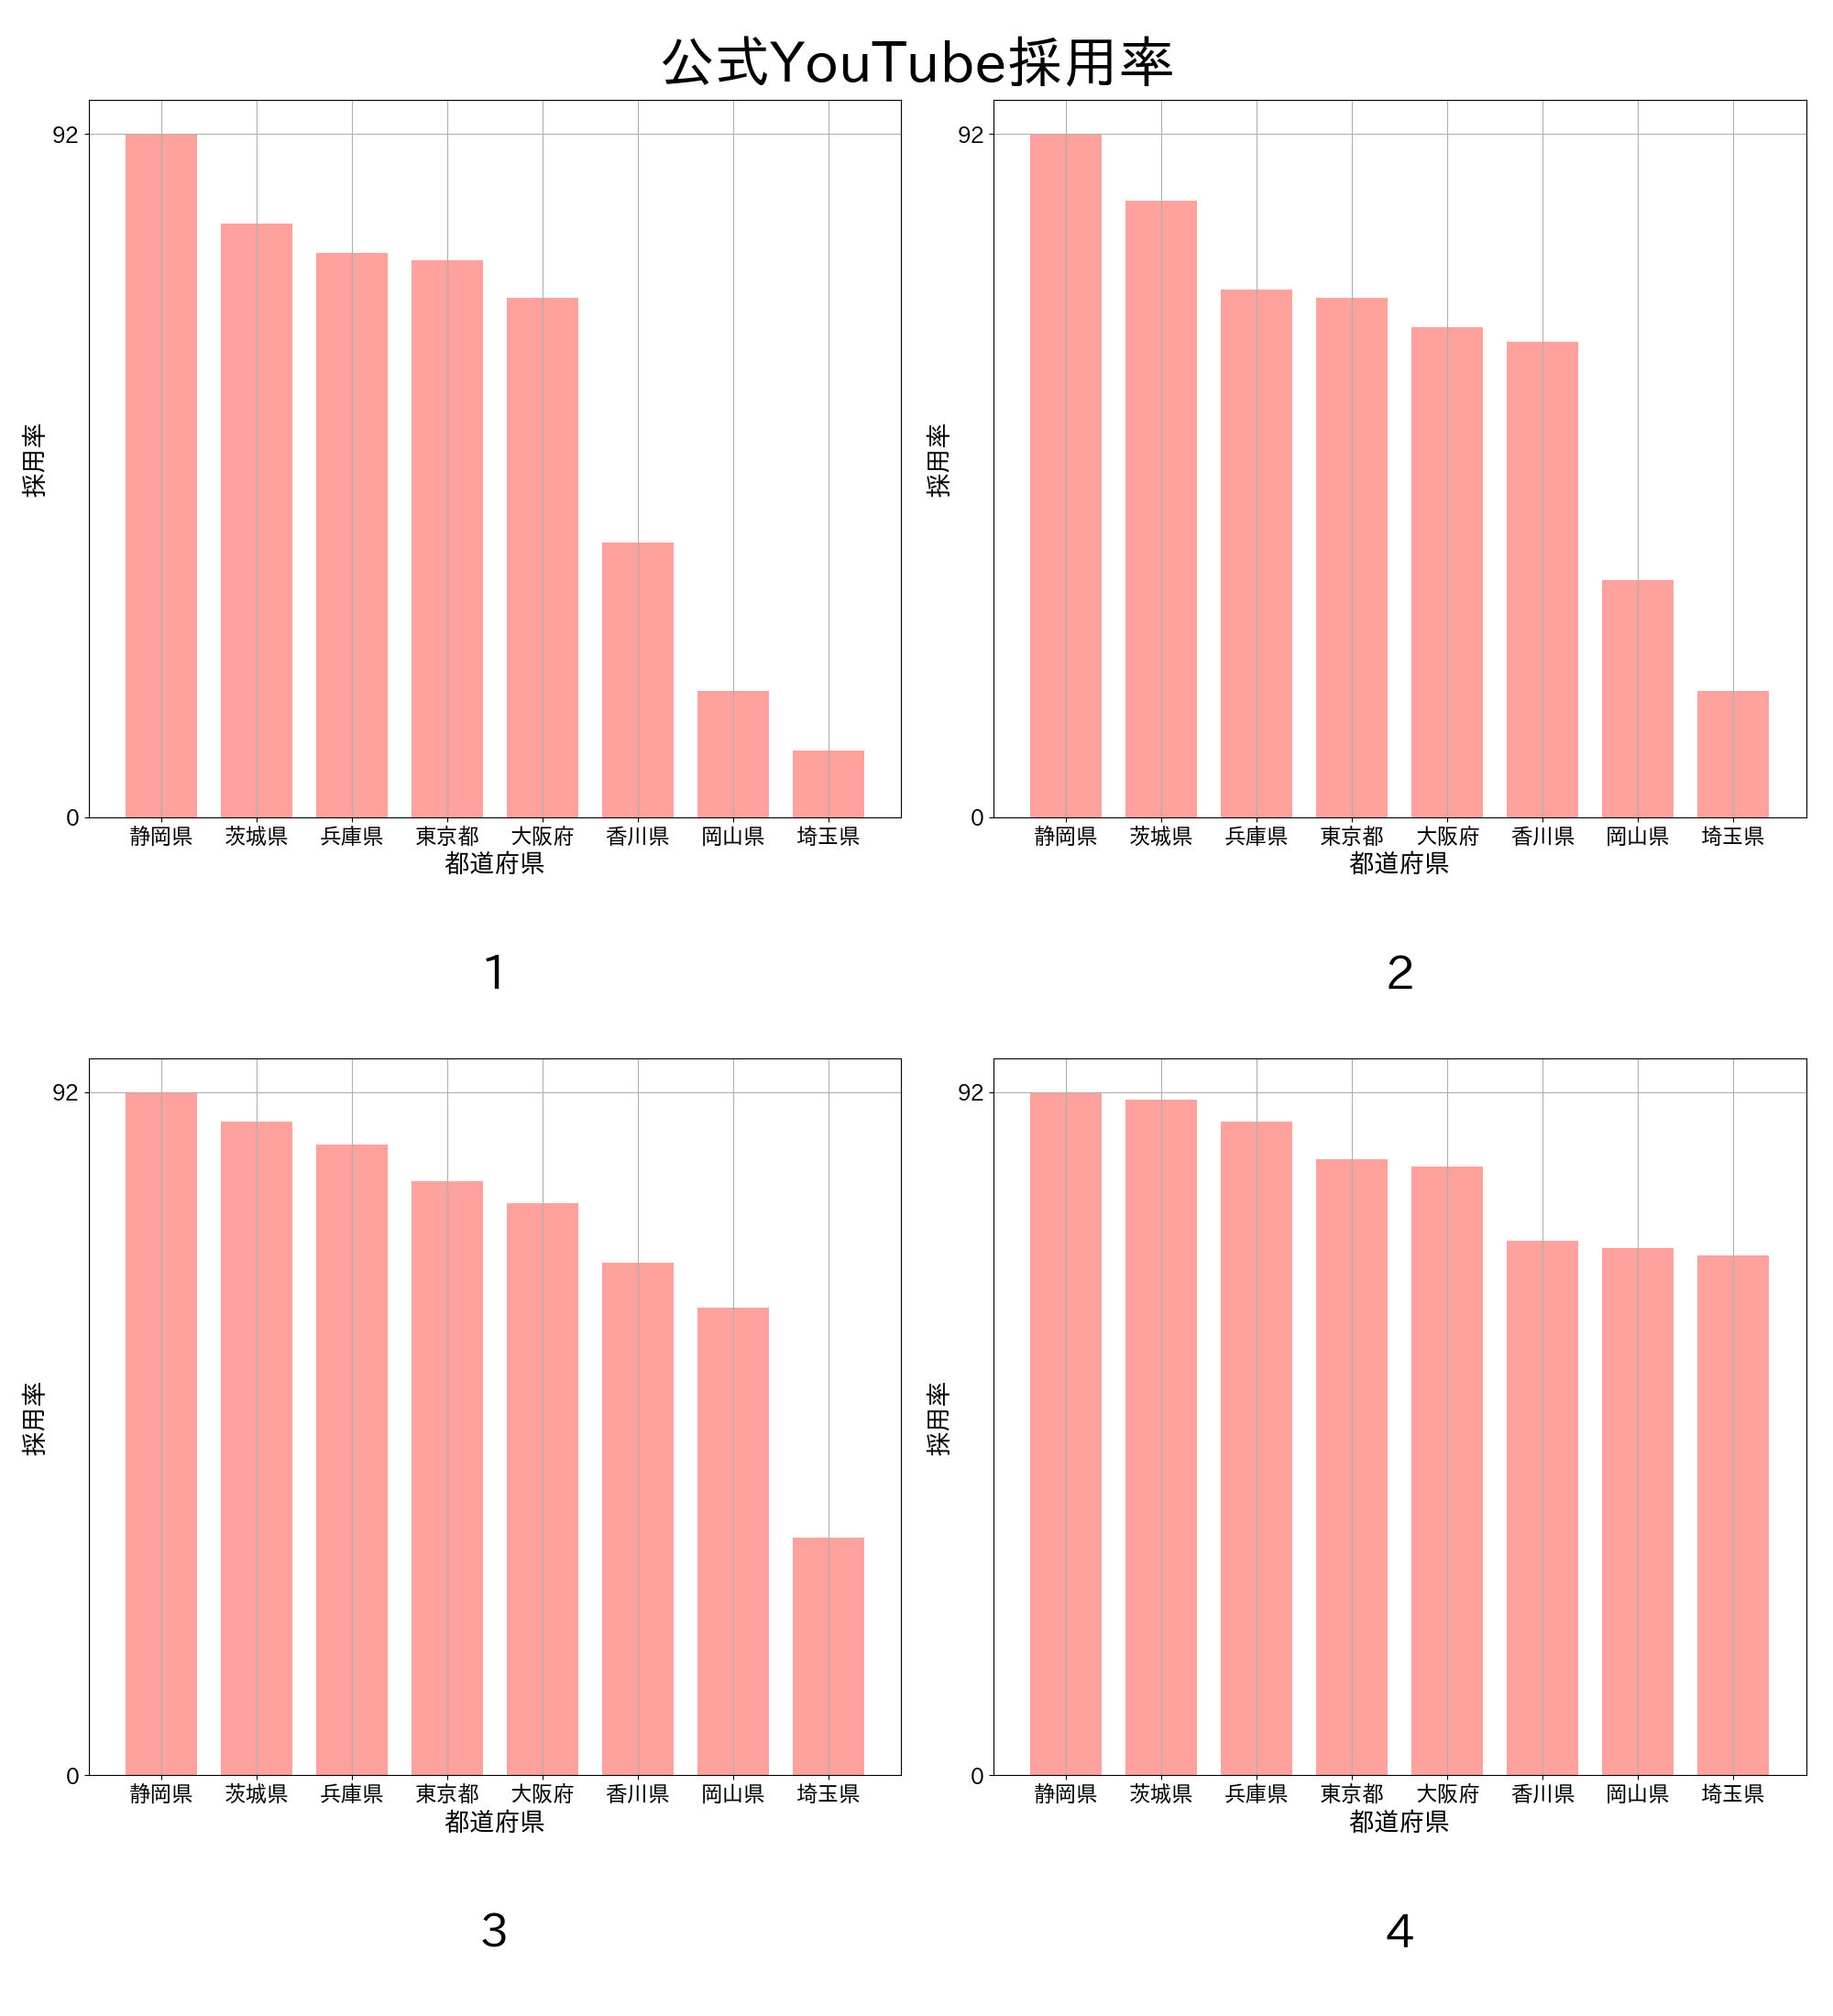 公式YouTube採用率
92
0
採用率
静岡県 茨城県 兵庫県 東京都 大阪府 香川県 岡山県 埼玉県
都道府県
1
92
0
採用率
静岡県 茨城県 兵庫県 東京都 大阪府 香川県 岡山県 埼玉県
都道府県
2
92
0
採用率
静岡県 茨城県 兵庫県 東京都 大阪府 香川県 岡山県 埼玉県
都道府県
3
92
0
採用率
静岡県 茨城県 兵庫県 東京都 大阪府 香川県 岡山県 埼玉県
都道府県
4